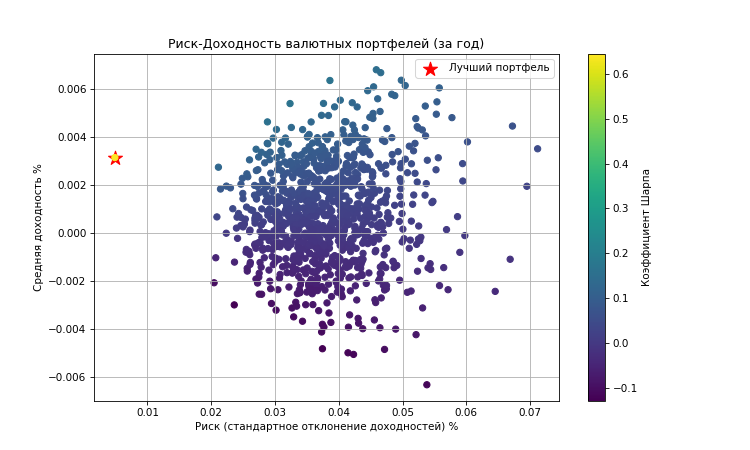 Риск-Доходность валютных портфелей (за год)
Лучший портфель
0.006
0.004
0.002
0.000
−0.002
−0.004
−0.006
Средняя доходность %
0.01 0.02 0.03 0.04 0.05 0.06 0.07
Риск (стандартное отклонение доходностей) %
0.6
0.5
0.4
0.3
0.2
0.1
0.0
−0.1
Коэффициент Шарпа